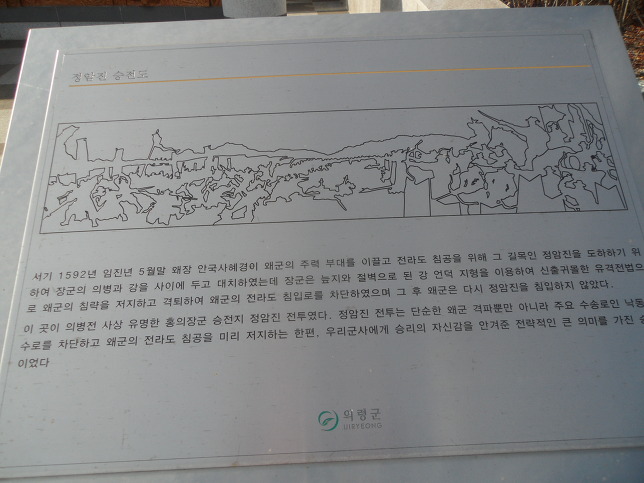 정암진 승전도
서기 1592년 임진년 5월말 왜장 안국사혜경이 왜군의 주력 부대를 이끌고 전라도 침공을 위해 그 길목인 정암진을 도하하기 위
하여 장군의 의병과 강을 사이에 두고 대치하였는데 장군은 늪지와 절벽으로 된 강 언덕 지형을 이용하여 신출귀몰한 유격전법으
로 왜군의 침략을 저지하고 격퇴하여 왜군의 전라도 침입로를 차단하였으며 그 후 왜군은 다시 정암진을 침입하지 않았다.
이 곳이 의병전 사상 유명한 홍의장군 승전지 정암진 전투였다. 정암진 전투는 단순한 왜군 격파뿐만 아니라 주요 수송로인 낙동
수로를 차단하고 왜군의 전라도 침공을 미리 저지하는 한편, 우리군사에게 승리의 자신감을 안겨준 전략적인 큰 의미를 가진
이었다
의령군
UIRYEONG